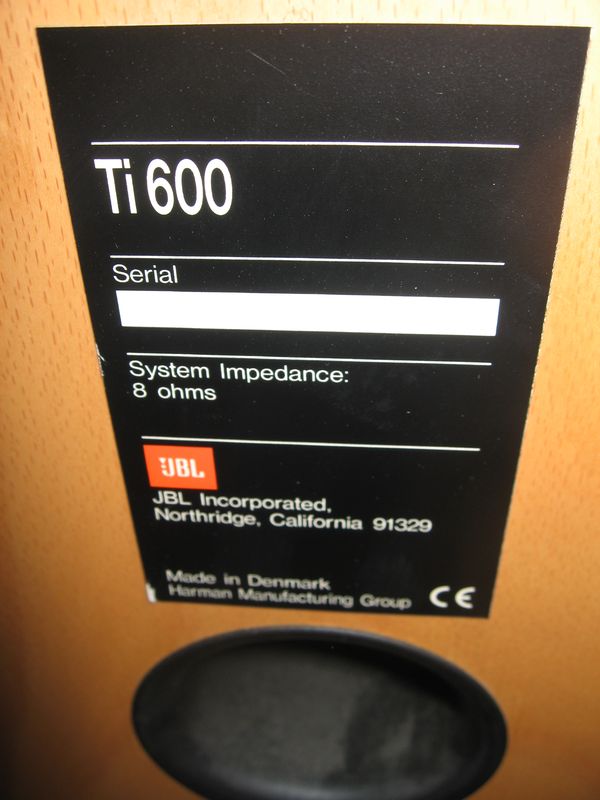 Ti 600
Serial
System Impedance:
8 ohms
JBL
JBL Incorporated,
Northridge, California 91329
Made in Denmark
Harman Manufacturing Group CE